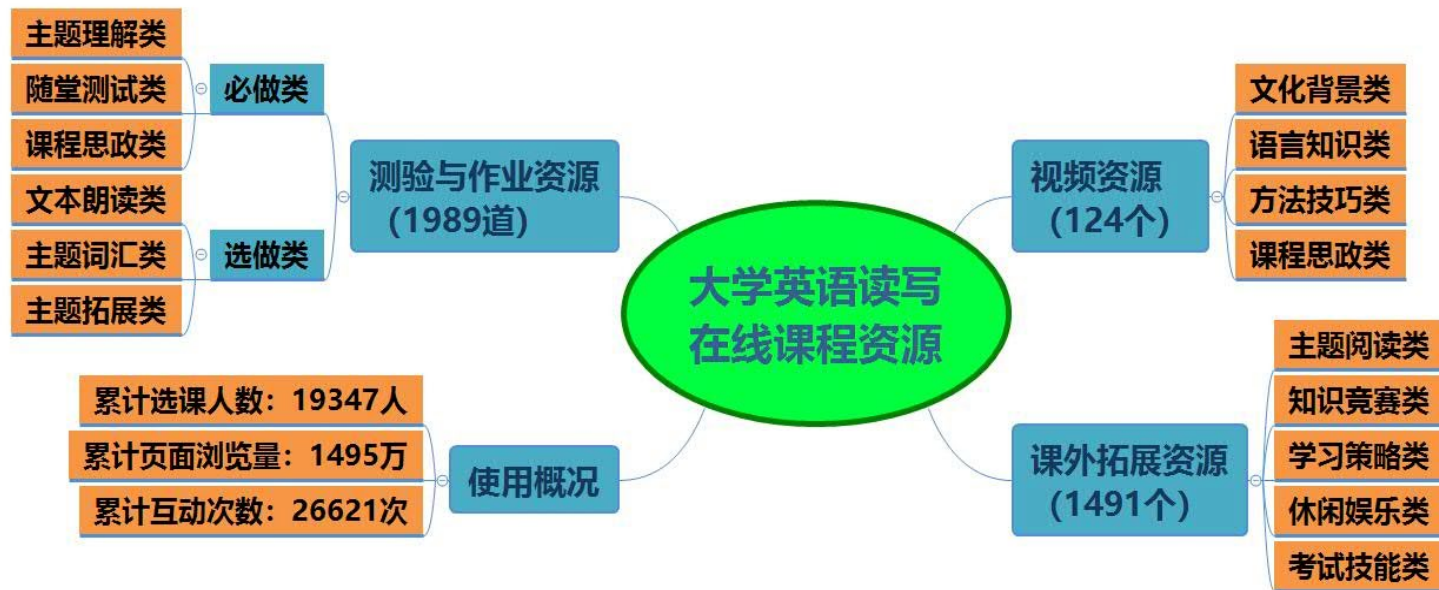 主题理解类
随堂测试类
课程思政类
必做类
文本朗读类
主题词汇类
主题拓展类
选做类
测验与作业资源
（1989道）
累计选课人数：19347人
累计页面浏览量：1495万
累计互动次数：26621次
使用概况
大学英语读写
在线课程资源
视频资源
（124个）
文化背景类
语言知识类
方法技巧类
课程思政类
课外拓展资源
（1491个）
主题阅读类
知识竞赛类
学习策略类
休闲娱乐类
考试技能类